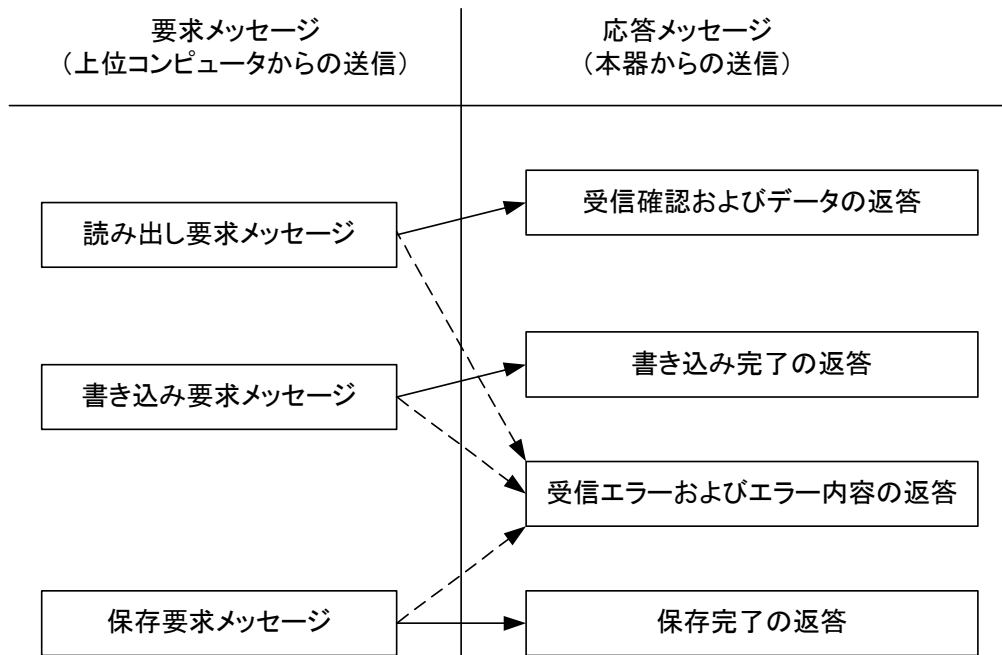 要求メッセージ
（上位コンピュータからの送信）
応答メッセージ
（本器からの送信）
読み出し要求メッセージ
受信確認およびデータの返答
書き込み要求メッセージ
書き込み完了の返答
受信エラーおよびエラー内容の返答
保存要求メッセージ
保存完了の返答